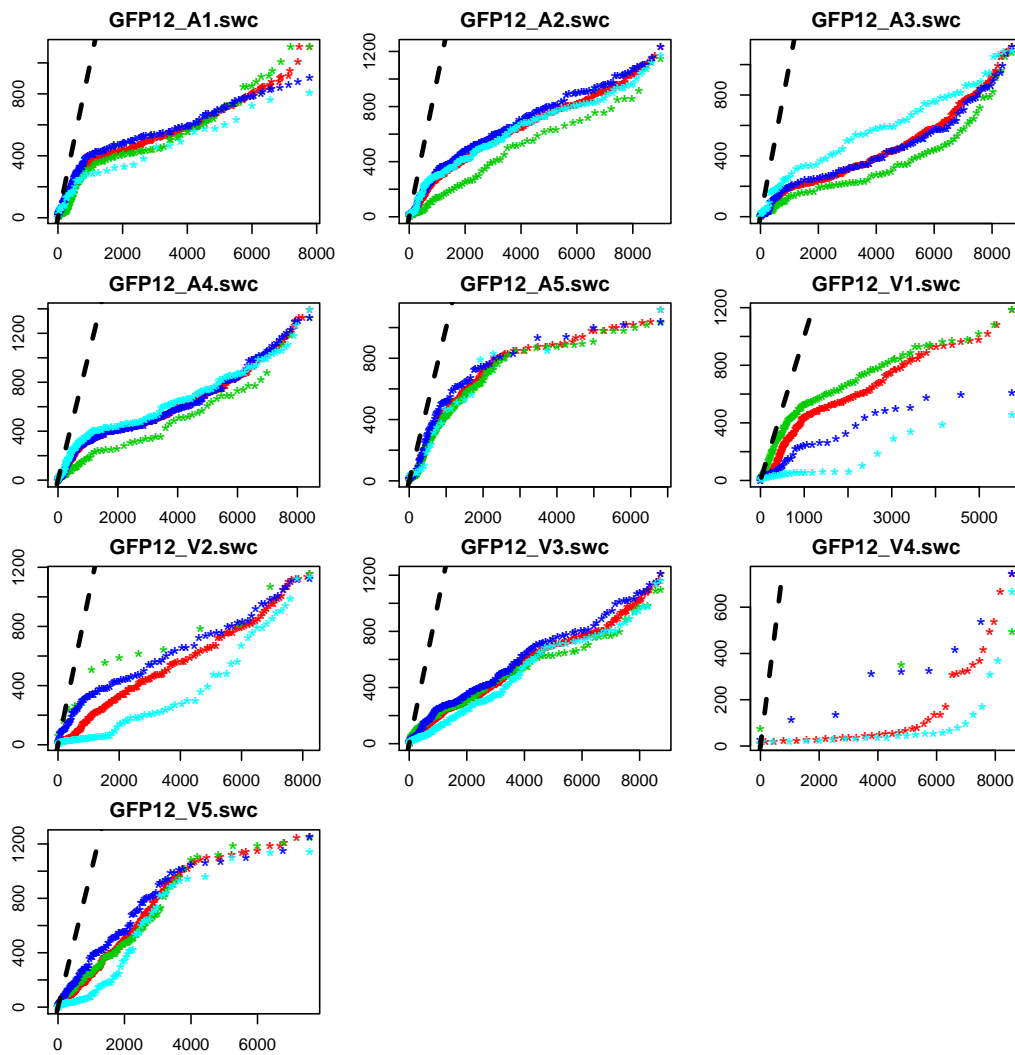 GFP12_A1.swc GFP12_A2.swc GFP12_A3.swc
0 400 800
0 2000 4000 6000 8000
0 400 800 1200
0 2000 4000 6000 8000
0 400 800
0 2000 4000 6000 8000
GFP12_A4.swc GFP12_A5.swc GFP12_V1.swc
0 400 800 1200
0 2000 4000 6000 8000
0 400 800
0 1000 3000 5000 7000
0 400 800 1200
0 1000 3000 5000
GFP12_V2.swc GFP12_V3.swc GFP12_V4.swc
0 400 800 1200
0 2000 4000 6000 8000
0 400 800 1200
0 2000 4000 6000 8000
0 200 400 600
0 2000 4000 6000 8000
GFP12_V5.swc
0 400 800 1200
0 2000 4000 6000